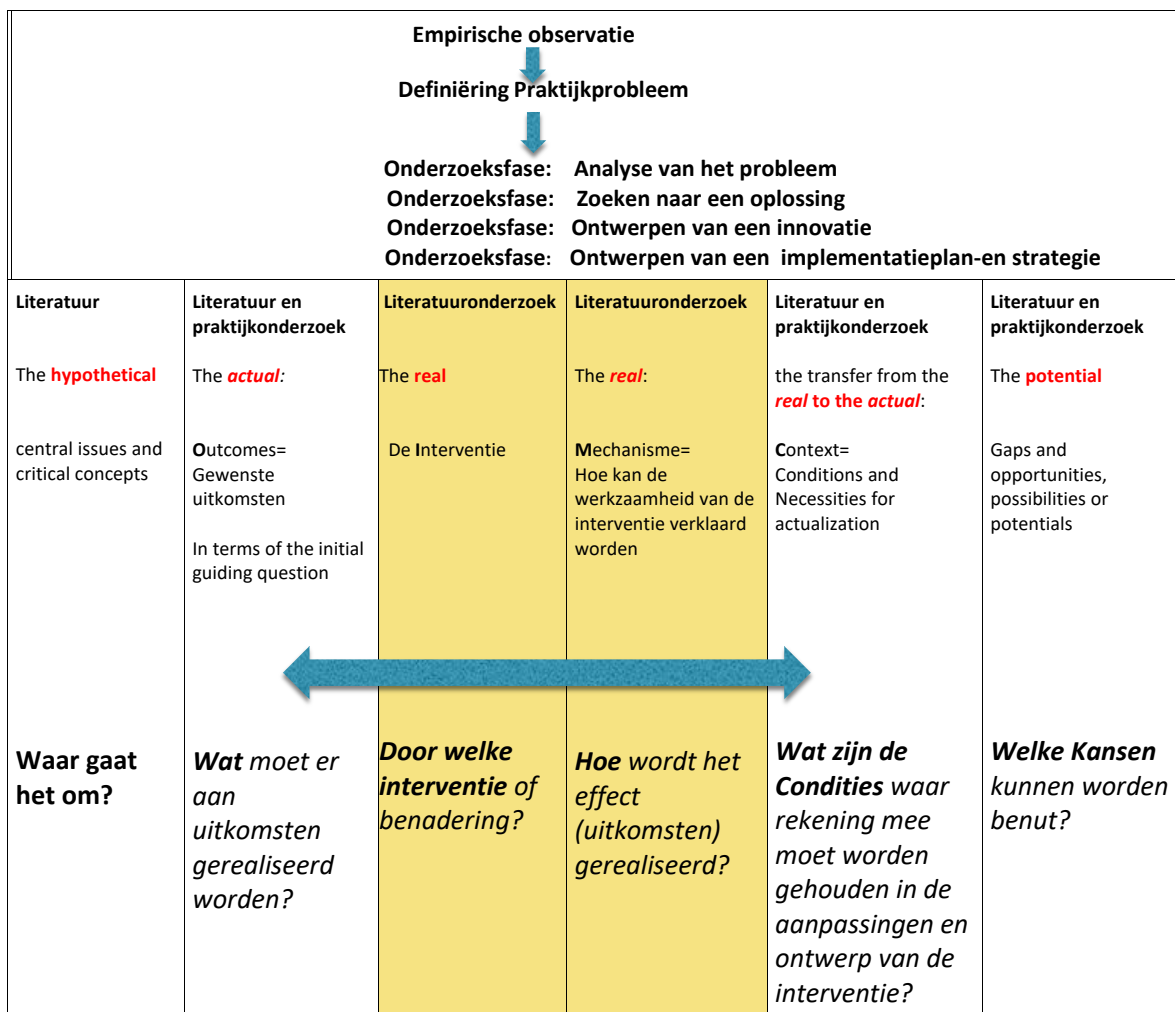 Empirische observatie
Definiëring Praktijkprobleem
Onderzoeksfase: Analyse van het probleem
Onderzoeksfase: Zoeken naar een oplossing
Onderzoeksfase: Ontwerpen van een innovatie
Onderzoeksfase: Ontwerpen van een implementatieplan-en strategie
Literatuur
The hypothetical
central issues and
critical concepts
Waar gaat
het om?
Literatuur en
praktijkonderzoek
The actual:
Outcomes=
Gewenste
uitkomsten
In terms of the initial
guiding question
Wat moet er
aan
uitkomsten
gerealiseerd
worden?
Literatuuronderzoek
The real
De Interventie
Door welke
interventie of
benadering?
Literatuuronderzoek
The real:
Mechanisme=
Hoe kan de
werkzaamheid van de
interventie verklaard
worden
Hoe wordt het
effect
(uitkomsten)
gerealiseerd?
Literatuur en
praktijkonderzoek
the transfer from the
real to the actual:
Context=
Conditions and
Necessities for
actualization
Wat zijn de
Condities waar
rekening mee
moet worden
gehouden in de
aanpassingen en
ontwerp van de
interventie?
Literatuur en
praktijkonderzoek
The potential
Gaps and
opportunities,
possibilities or
potentials
Welke Kansen
kunnen worden
benut?